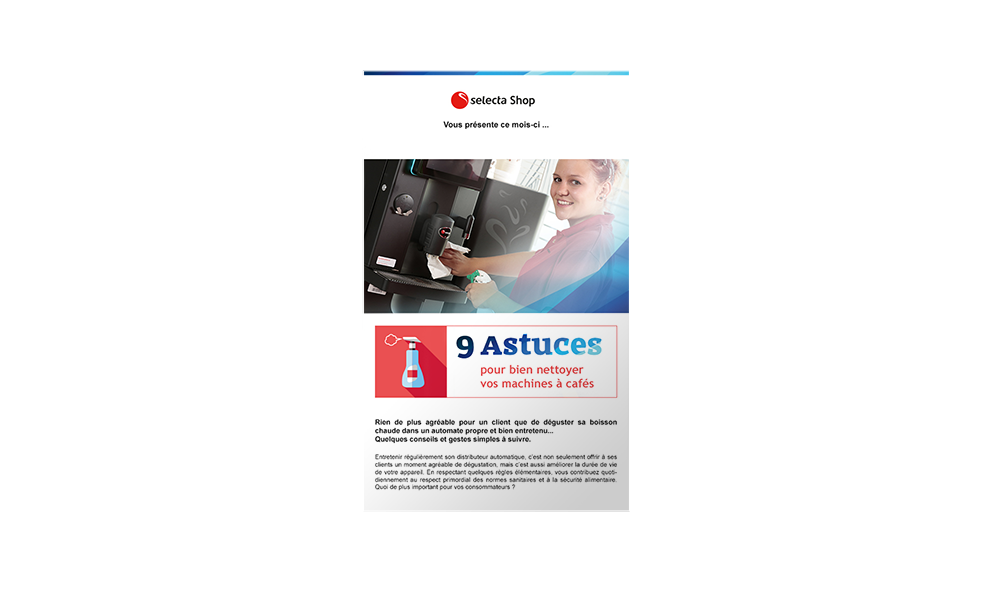 selecta Shop
Vous présente ce mois-ci ...
9 Astuces
pour bien nettoyer
vos machines à cafés
Rien de plus agréable pour un client que de déguster sa boisson
chaude dans un automate propre et bien entretenu...
Quelques conseils et gestes simples à suivre.
Entretenir régulièrement son distributeur automatique, c'est non seulement offrir à ses
clients un moment agréable de dégustation, mais c'est aussi améliorer la durée de vie
de votre appareil. En respectant quelques règles élémentaires, vous contribuez quoti-
diennement au respect primordial des normes sanitaires et à la sécurité alimentaire.
Quoi de plus important pour vos consommateurs ?